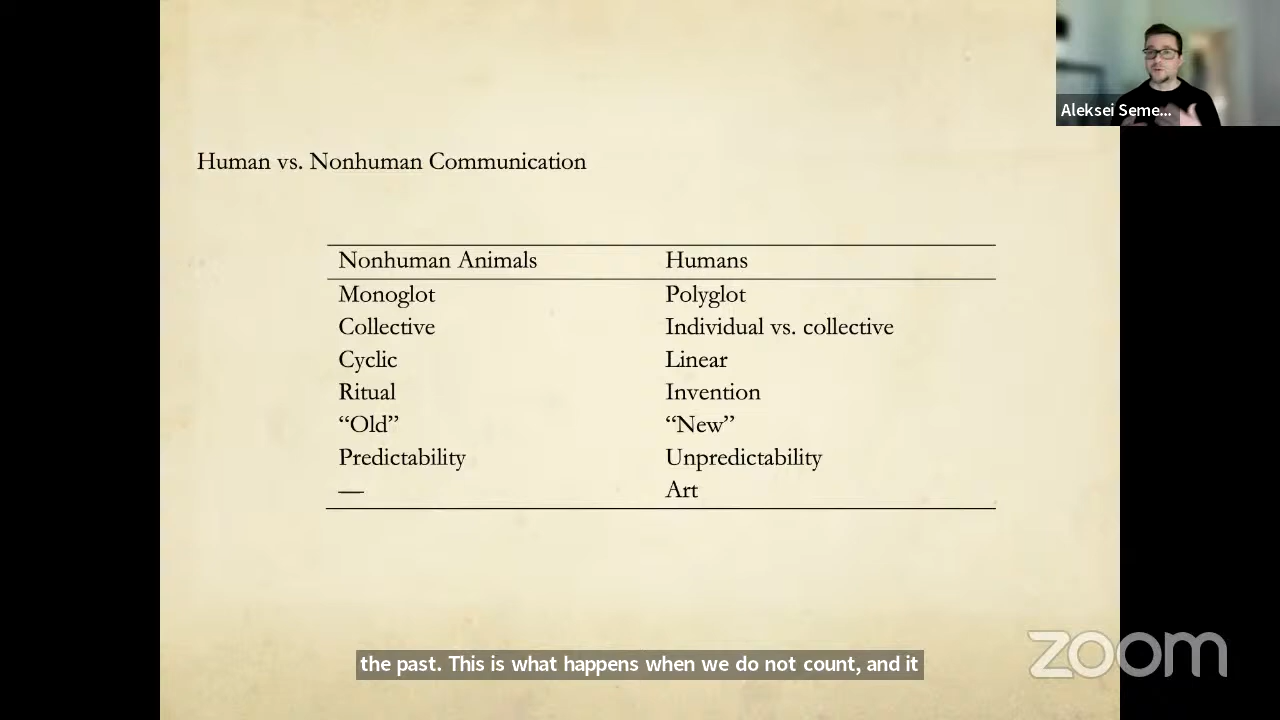 Aleksei Seme...
Human vs. Nonhuman Communication
Nonhuman Animals Humans
Monoglot Polyglot
Collective Individual vs. collective
Cyclic Linear
Ritual Invention
“Old” “New”
Predictability Unpredictability
— Art
the past. This is what happens when we do not count, and it
zoom